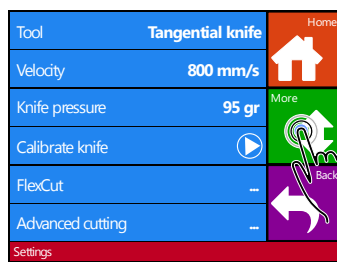 Tool Tangential knife
Velocity 800 mm/s
Knife pressure 95 gr
Calibrate knife
FlexCut ...
Advanced cutting ...
Settings
Home
More
Back